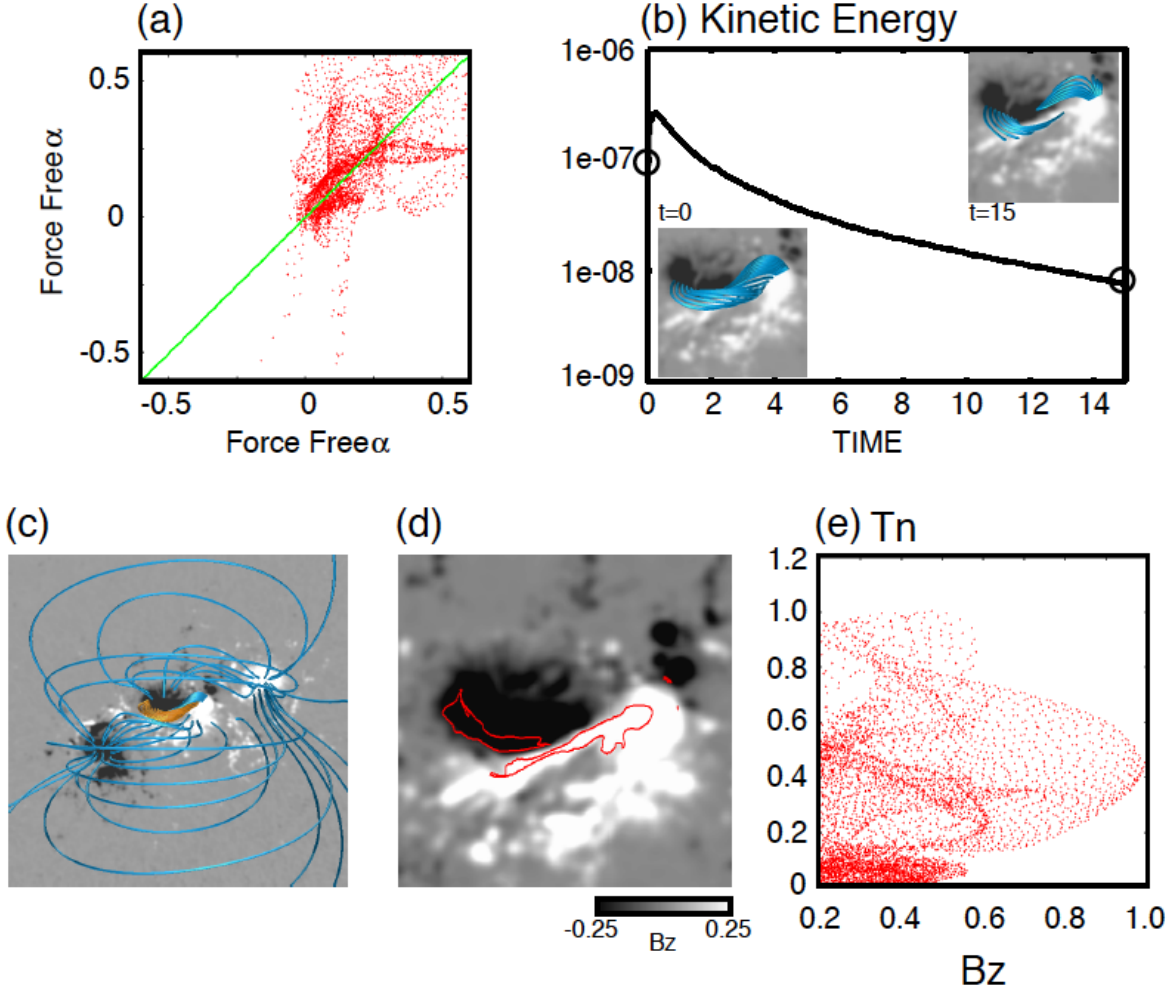 (a)
0.5
0
-0.5
Force Free α
-0.5 0 0.5
Force Free α
(b) Kinetic Energy
1e-06
1e-07
1e-08
1e-09
t=0
t=15
0 2 4 6 8 10 12 14
TIME
(c)
(d)
-0.25 0.25
Bz
(e) Tn
1.2
1.0
0.8
0.6
0.4
0.2
0
0.2 0.4 0.6 0.8 1.0
Bz